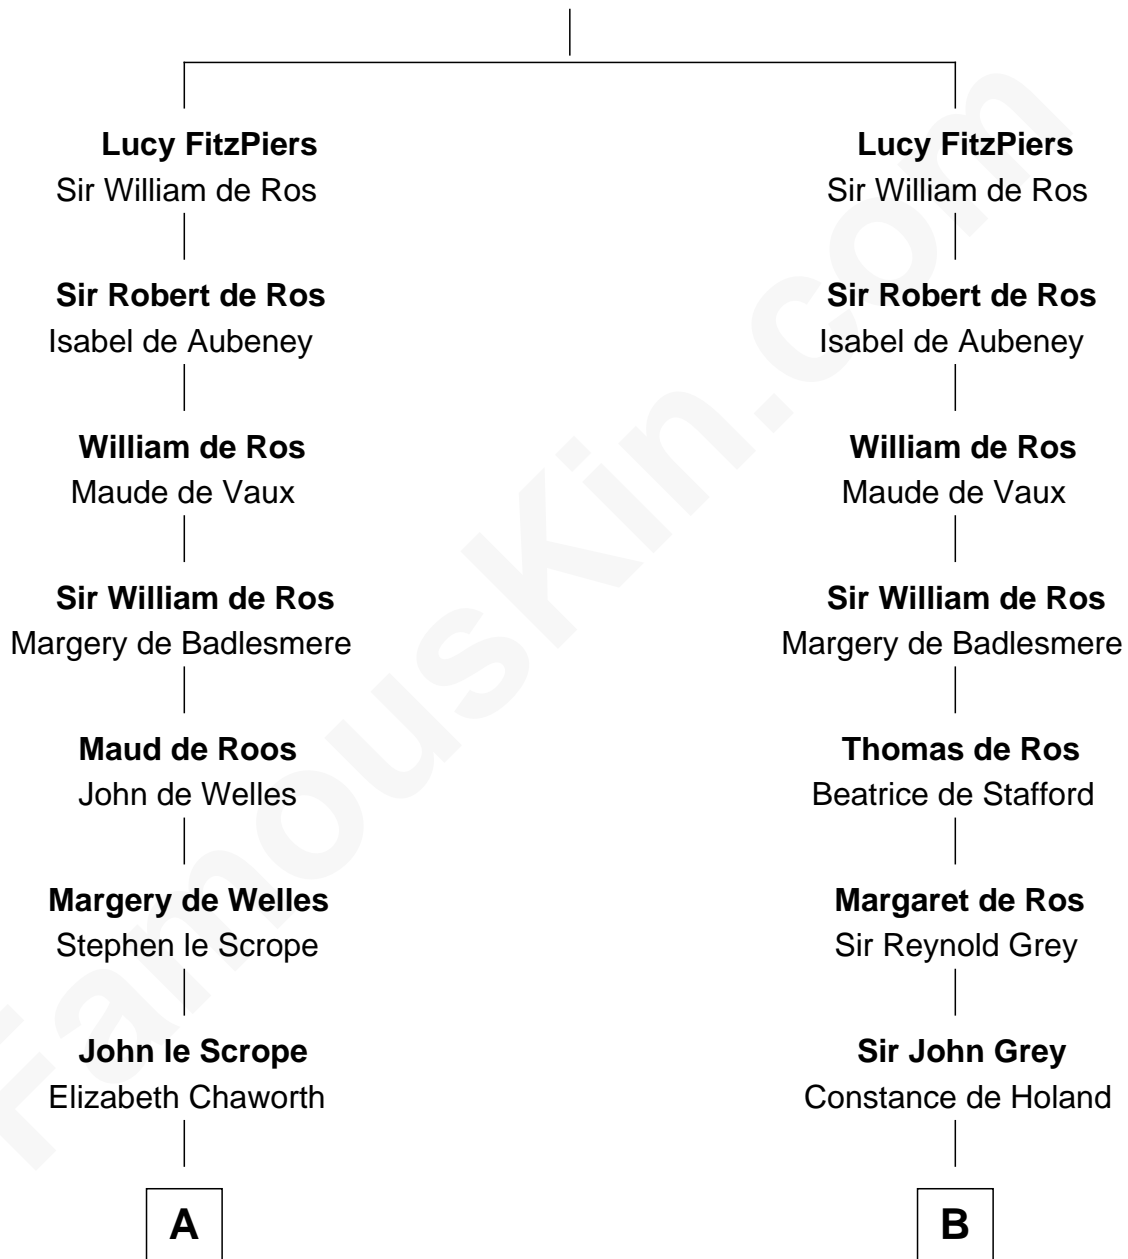 Lucy FitzPiers
Sir William de Ros
Sir Robert de Ros
Isabel de Aubeney
William de Ros
Maude de Vaux
Sir William de Ros
Margery de Badlesmere
Maud de Roos
John de Welles
Margery de Welles
Stephen le Scrope
John le Scrope
Elizabeth Chaworth
A
Lucy FitzPiers
Sir William de Ros
Sir Robert de Ros
Isabel de Aubeney
William de Ros
Maude de Vaux
Sir William de Ros
Margery de Badlesmere
Thomas de Ros
Beatrice de Stafford
Margaret de Ros
Sir Reynold Grey
Sir John Grey
Constance de Holand
B
FamousKin.com